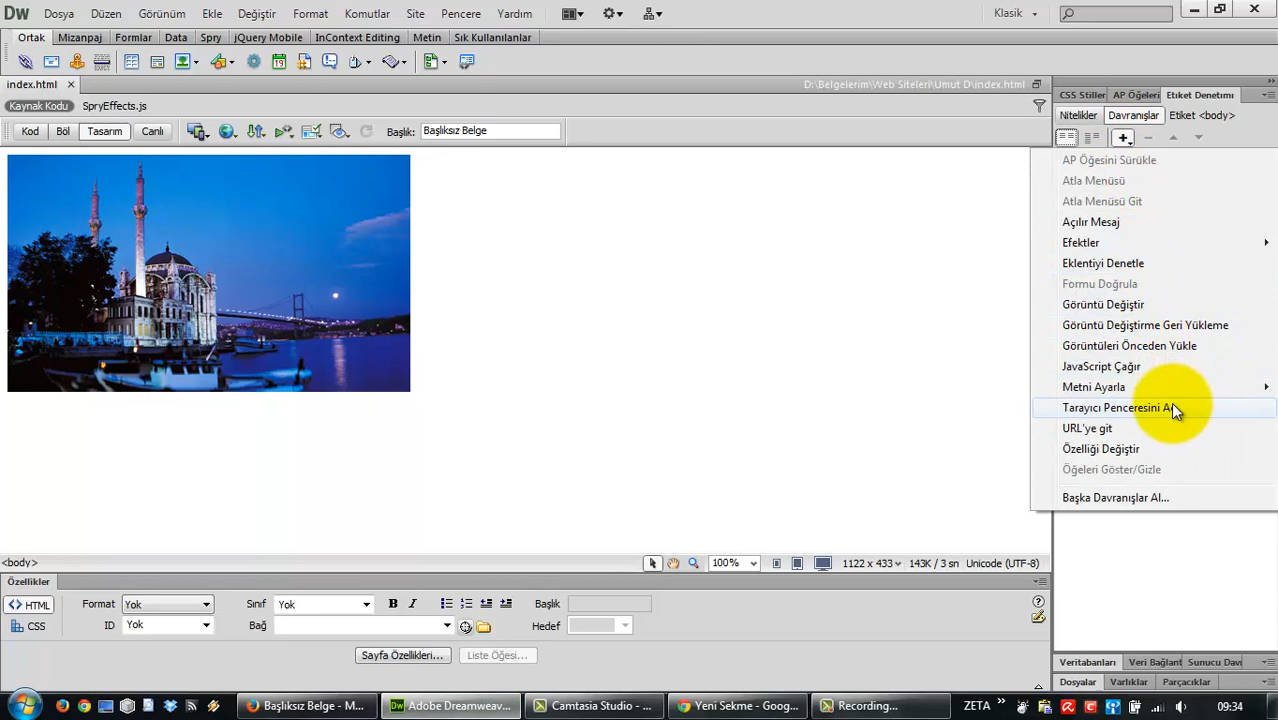 Dw Dosya Düzen Görünüm Ekle Değiştir Format Komutlar Site Pencere Yardım Klasik
Ortak Mizanpaj Formlar Data Spry jQuery Mobile InContext Editing Metin Sık Kullanılanlar
index.html D:\Belgelerim\Web Siteleri\Umut D\index.html
CSS Stiller AP Öğeleri Etiket Denetimi
Kaynak Kodu SpryEffects.js
Nitelikler Davranışlar Etiket <body>
Kod Böl Tasarım Canlı Başlık: Başlıksız Belge
AP Öğesini Sürükle
Atla Menüsü
Atla Menüsü Git
Açılır Mesaj
Efektler
Eklentiyi Denetle
Formu Doğrula
Görüntü Değiştir
Görüntü Değiştirme Geri Yükleme
Görüntüleri Önceden Yükle
JavaScript Çağır
Metni Ayarla
Tarayıcı Penceresini
URL'ye git
Özelliği Değiştir
Öğeleri Göster/Gizle
Başka Davranışlar Al...
<body> 100% 1122 x 433 143K / 3 sn Unicode (UTF-8)
Özellikler
HTML Format Yok Sınıf Yok B I Başlık
CSS ID Yok Bağ Hedef
Sayfa Özellikleri... Liste Öğesi...
Veritabanları Veri Bağlant Sunucu Davı
Dosyalar Varlıklar Parçacıklar
Başlıksız Belge - M... Adobe Dreamweav... Camtasia Studio - ... Yeni Sekme - Goog... Recording... ZETA 09:34